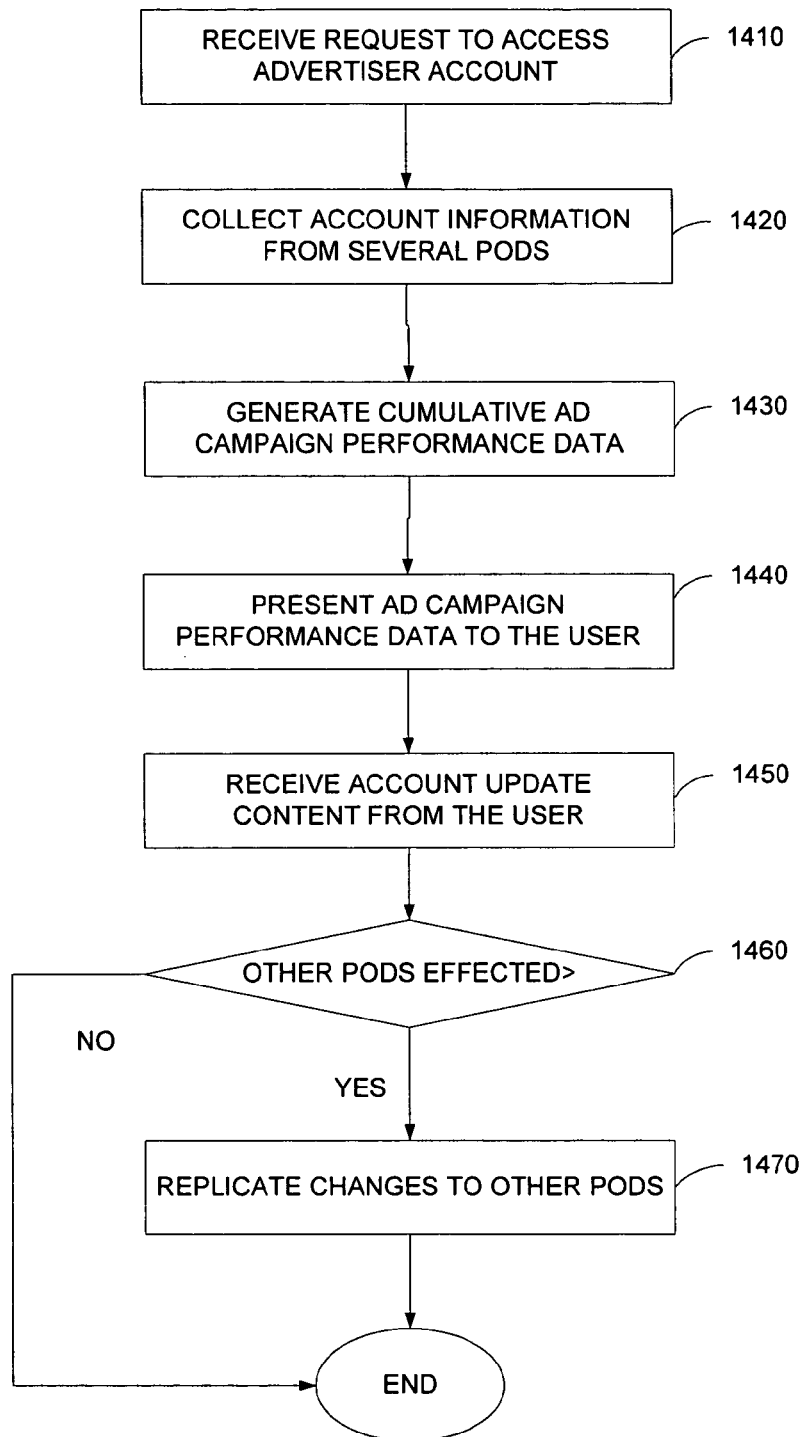 RECEIVE REQUEST TO ACCESS
ADVERTISER ACCOUNT
1410
COLLECT ACCOUNT INFORMATION
FROM SEVERAL PODS
1420
GENERATE CUMULATIVE AD
CAMPAIGN PERFORMANCE DATA
1430
PRESENT AD CAMPAIGN
PERFORMANCE DATA TO THE USER
1440
RECEIVE ACCOUNT UPDATE
CONTENT FROM THE USER
1450
OTHER PODS EFFECTED>
1460
NO
YES
REPLICATE CHANGES TO OTHER PODS
1470
END